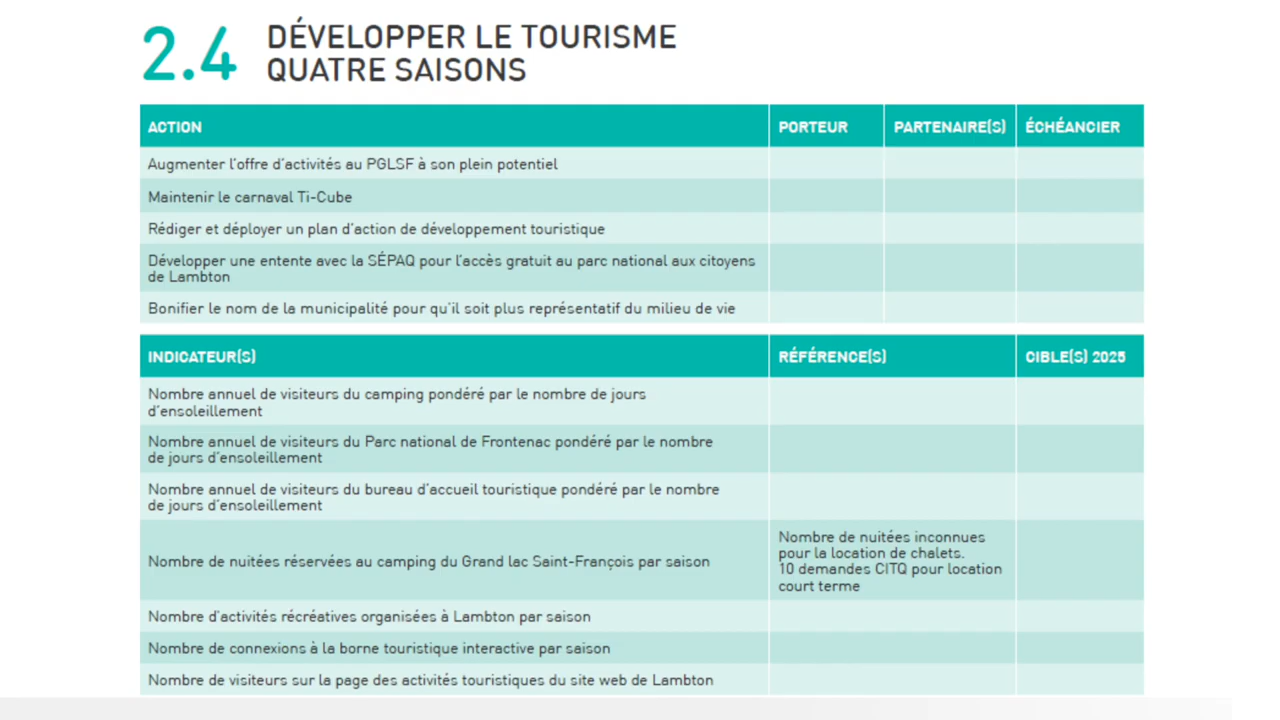 2.4
DÉVELOPPER LE TOURISME
QUATRE SAISONS
ACTION PORTEUR PARTENAIRE(S) ÉCHÉANCIER
Augmenter l'offre d'activités au PGLSF à son plein potentiel
Maintenir le carnaval Ti-Cube
Rédiger et déployer un plan d'action de développement touristique
Développer une entente avec la SÉPAQ pour l'accès gratuit au parc national aux citoyens
de Lambton
Bonifier le nom de la municipalité pour qu'il soit plus représentatif du milieu de vie
INDICATEUR(S) RÉFÉRENCE(S) CIBLE(S) 2025
Nombre annuel de visiteurs du camping pondéré par le nombre de jours
d'ensoleillement
Nombre annuel de visiteurs du Parc national de Frontenac pondéré par le nombre
de jours d'ensoleillement
Nombre annuel de visiteurs du bureau d'accueil touristique pondéré par le nombre
de jours d'ensoleillement
Nombre de nuitées réservées au camping du Grand lac Saint-François par saison
Nombre de nuitées inconnues
pour la location de chalets.
10 demandes CITQ pour location
court terme
Nombre d'activités récréatives organisées à Lambton par saison
Nombre de connexions à la borne touristique interactive par saison
Nombre de visiteurs sur la page des activités touristiques du site web de Lambton